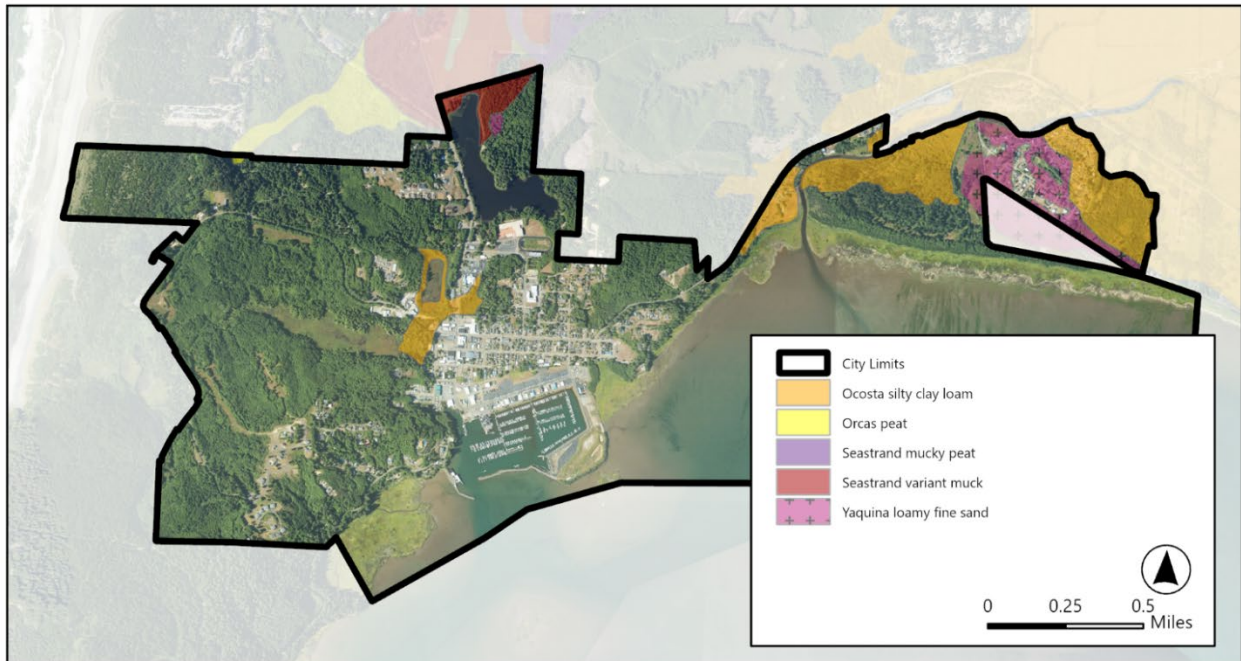 City Limits
Ocosta silty clay loam
Orcas peat
Seastrand mucky peat
Seastrand variant muck
Yaquina loamy fine sand
0 0.25 0.5
Miles